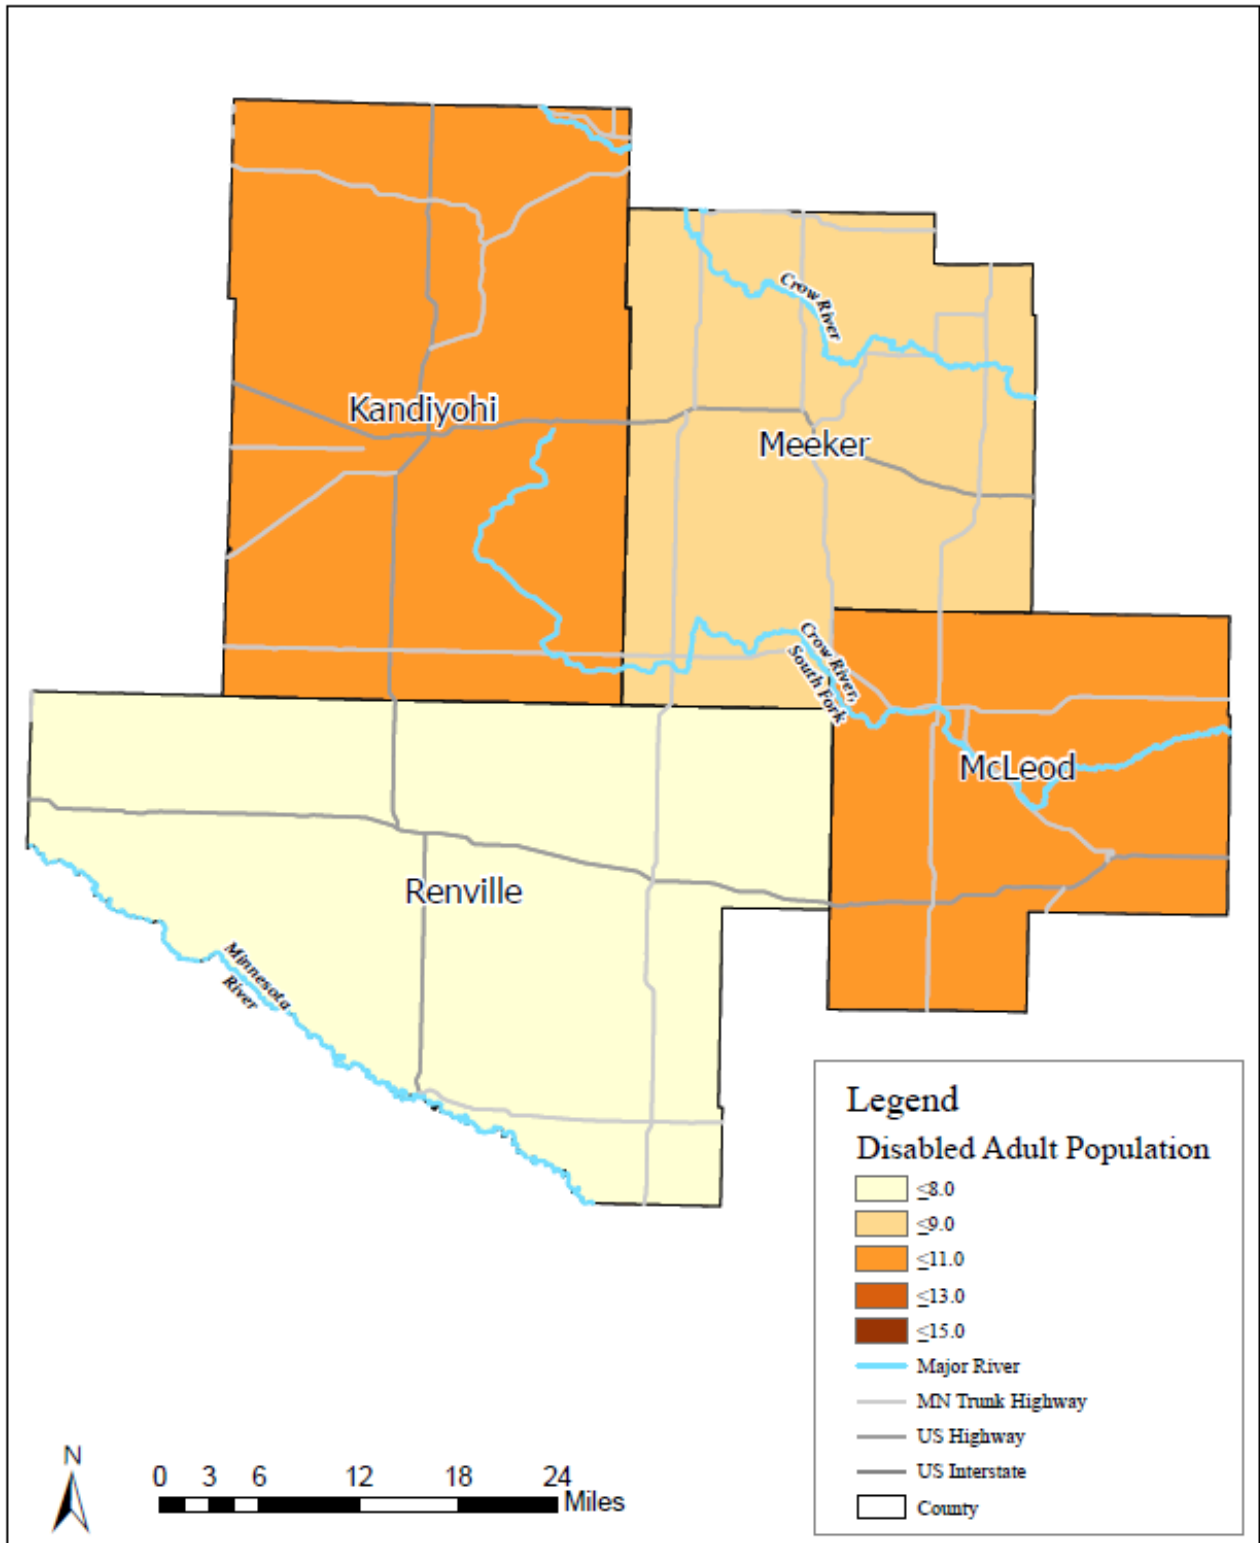 Crow River
Kandiyohi
Meeker
Crow River,
South Fork
McLeod
Renville
Minnesota
River
Legend
Disabled Adult Population
≤8.0
≤9.0
≤11.0
≤13.0
≤15.0
Major River
MN Trunk Highway
US Highway
US Interstate
County
N
0 3 6 12 18 24
Miles